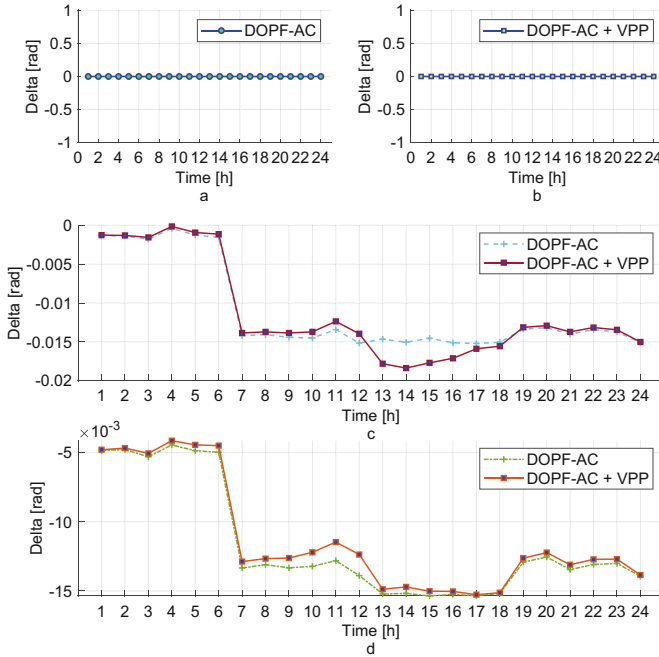 1
0.5
0
-0.5
-1
Delta [rad]
DOPF-AC
0 2 4 6 8 10 12 14 16 18 20 22 24
Time [h]
a
1
0.5
0
-0.5
-1
Delta [rad]
DOPF-AC + VPP
0 2 4 6 8 10 12 14 16 18 20 22 24
Time [h]
b
0
-0.005
-0.01
-0.015
-0.02
Delta [rad]
DOPF-AC
DOPF-AC + VPP
1 2 3 4 5 6 7 8 9 10 11 12 13 14 15 16 17 18 19 20 21 22 23 24
Time [h]
c
×10⁻³
-5
-10
-15
Delta [rad]
DOPF-AC
DOPF-AC + VPP
1 2 3 4 5 6 7 8 9 10 11 12 13 14 15 16 17 18 19 20 21 22 23 24
Time [h]
d